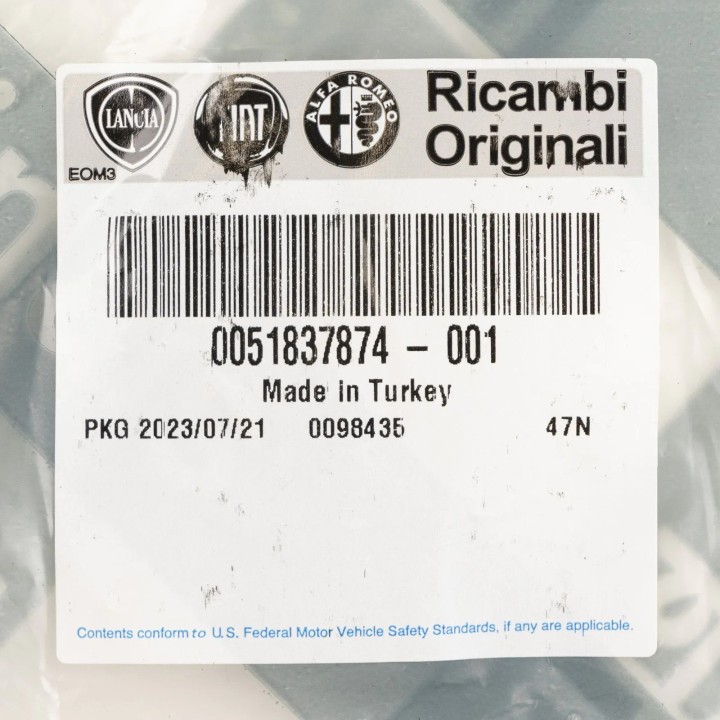 LANCIA
FIAT
ALFA ROMEO
Ricambi
Originali
EOM3
0051837874 - 001
Made in Turkey
PKG 2023/07/21 0098435 47N
Contents conform to U.S. Federal Motor Vehicle Safety Standards, if any are applicable.